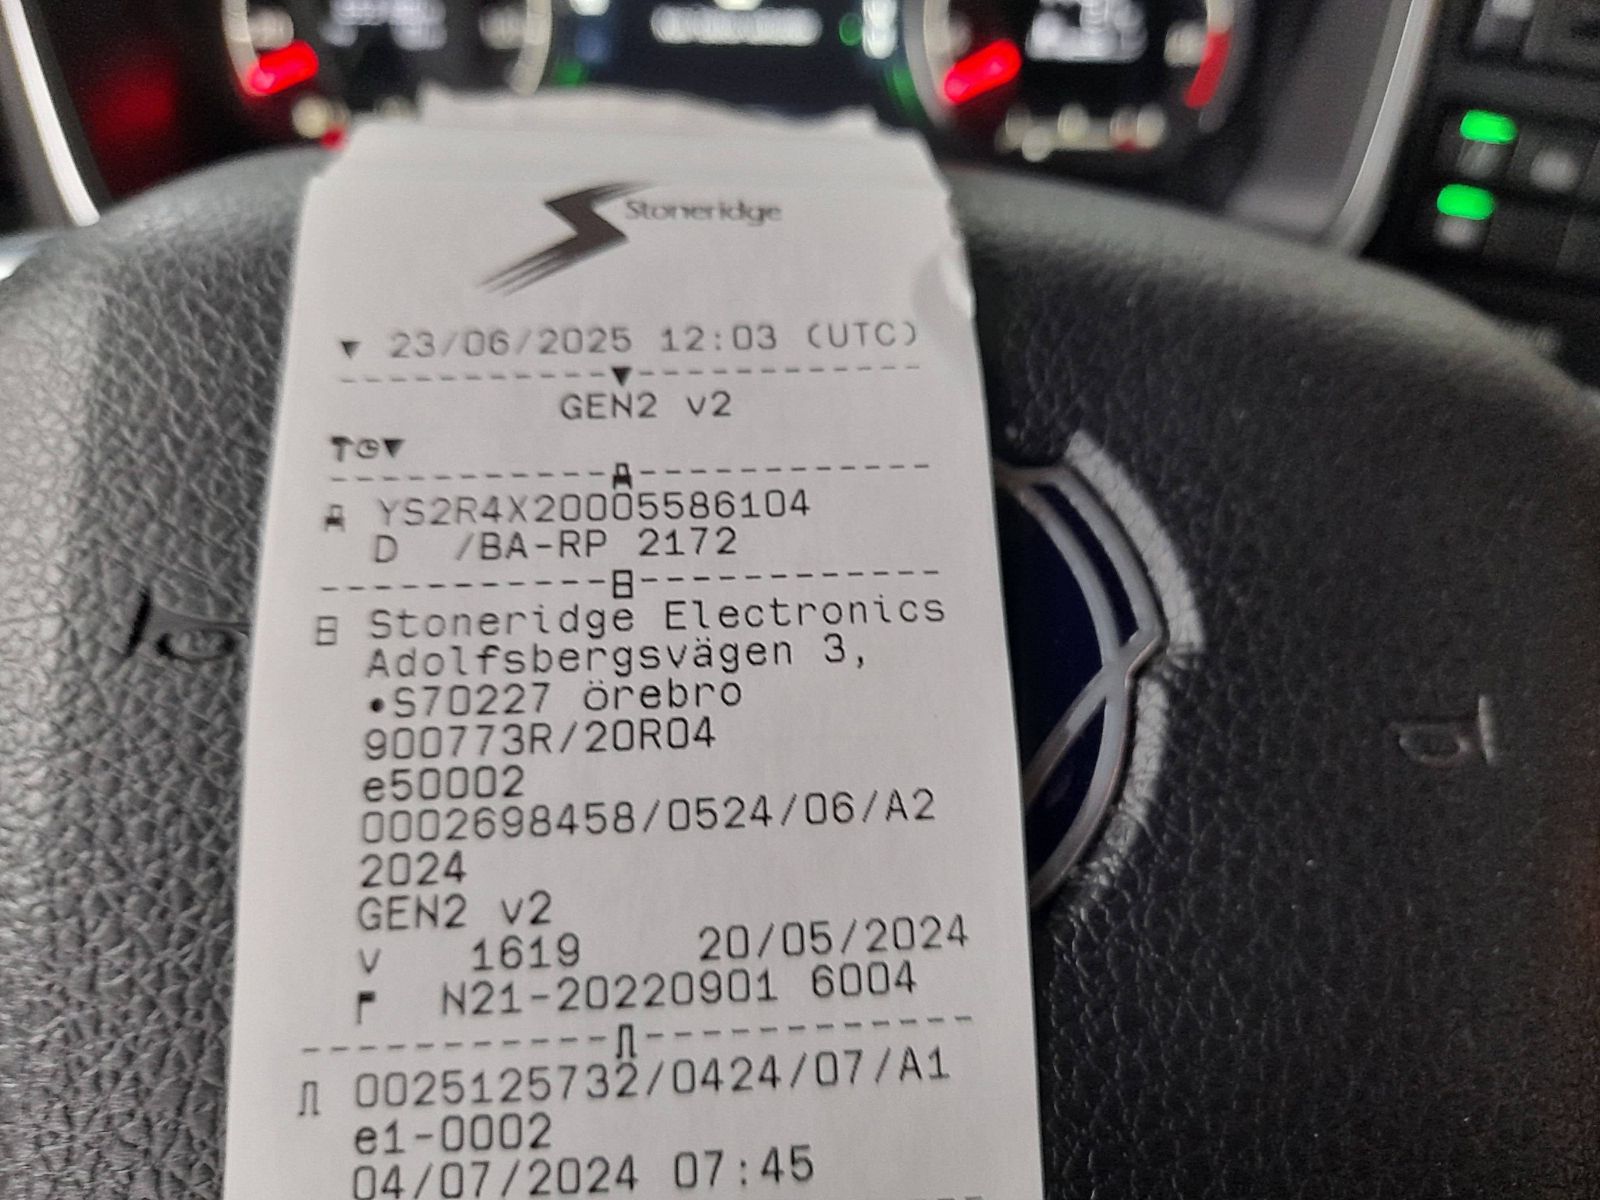 Stoneridge
▼ 23/06/2025 12:03 (UTC)
GEN2 v2
YS2R4X20005586104
D /BA-RP 2172
Stoneridge Electronics
Adolfsbergsvägen 3,
•S70227 örebro
900773R/20R04
e50002
0002698458/0524/06/A2
2024
GEN2 v2
v 1619 20/05/2024
N21-20220901 6004
0025125732/0424/07/A1
e1-0002
04/07/2024 07:45